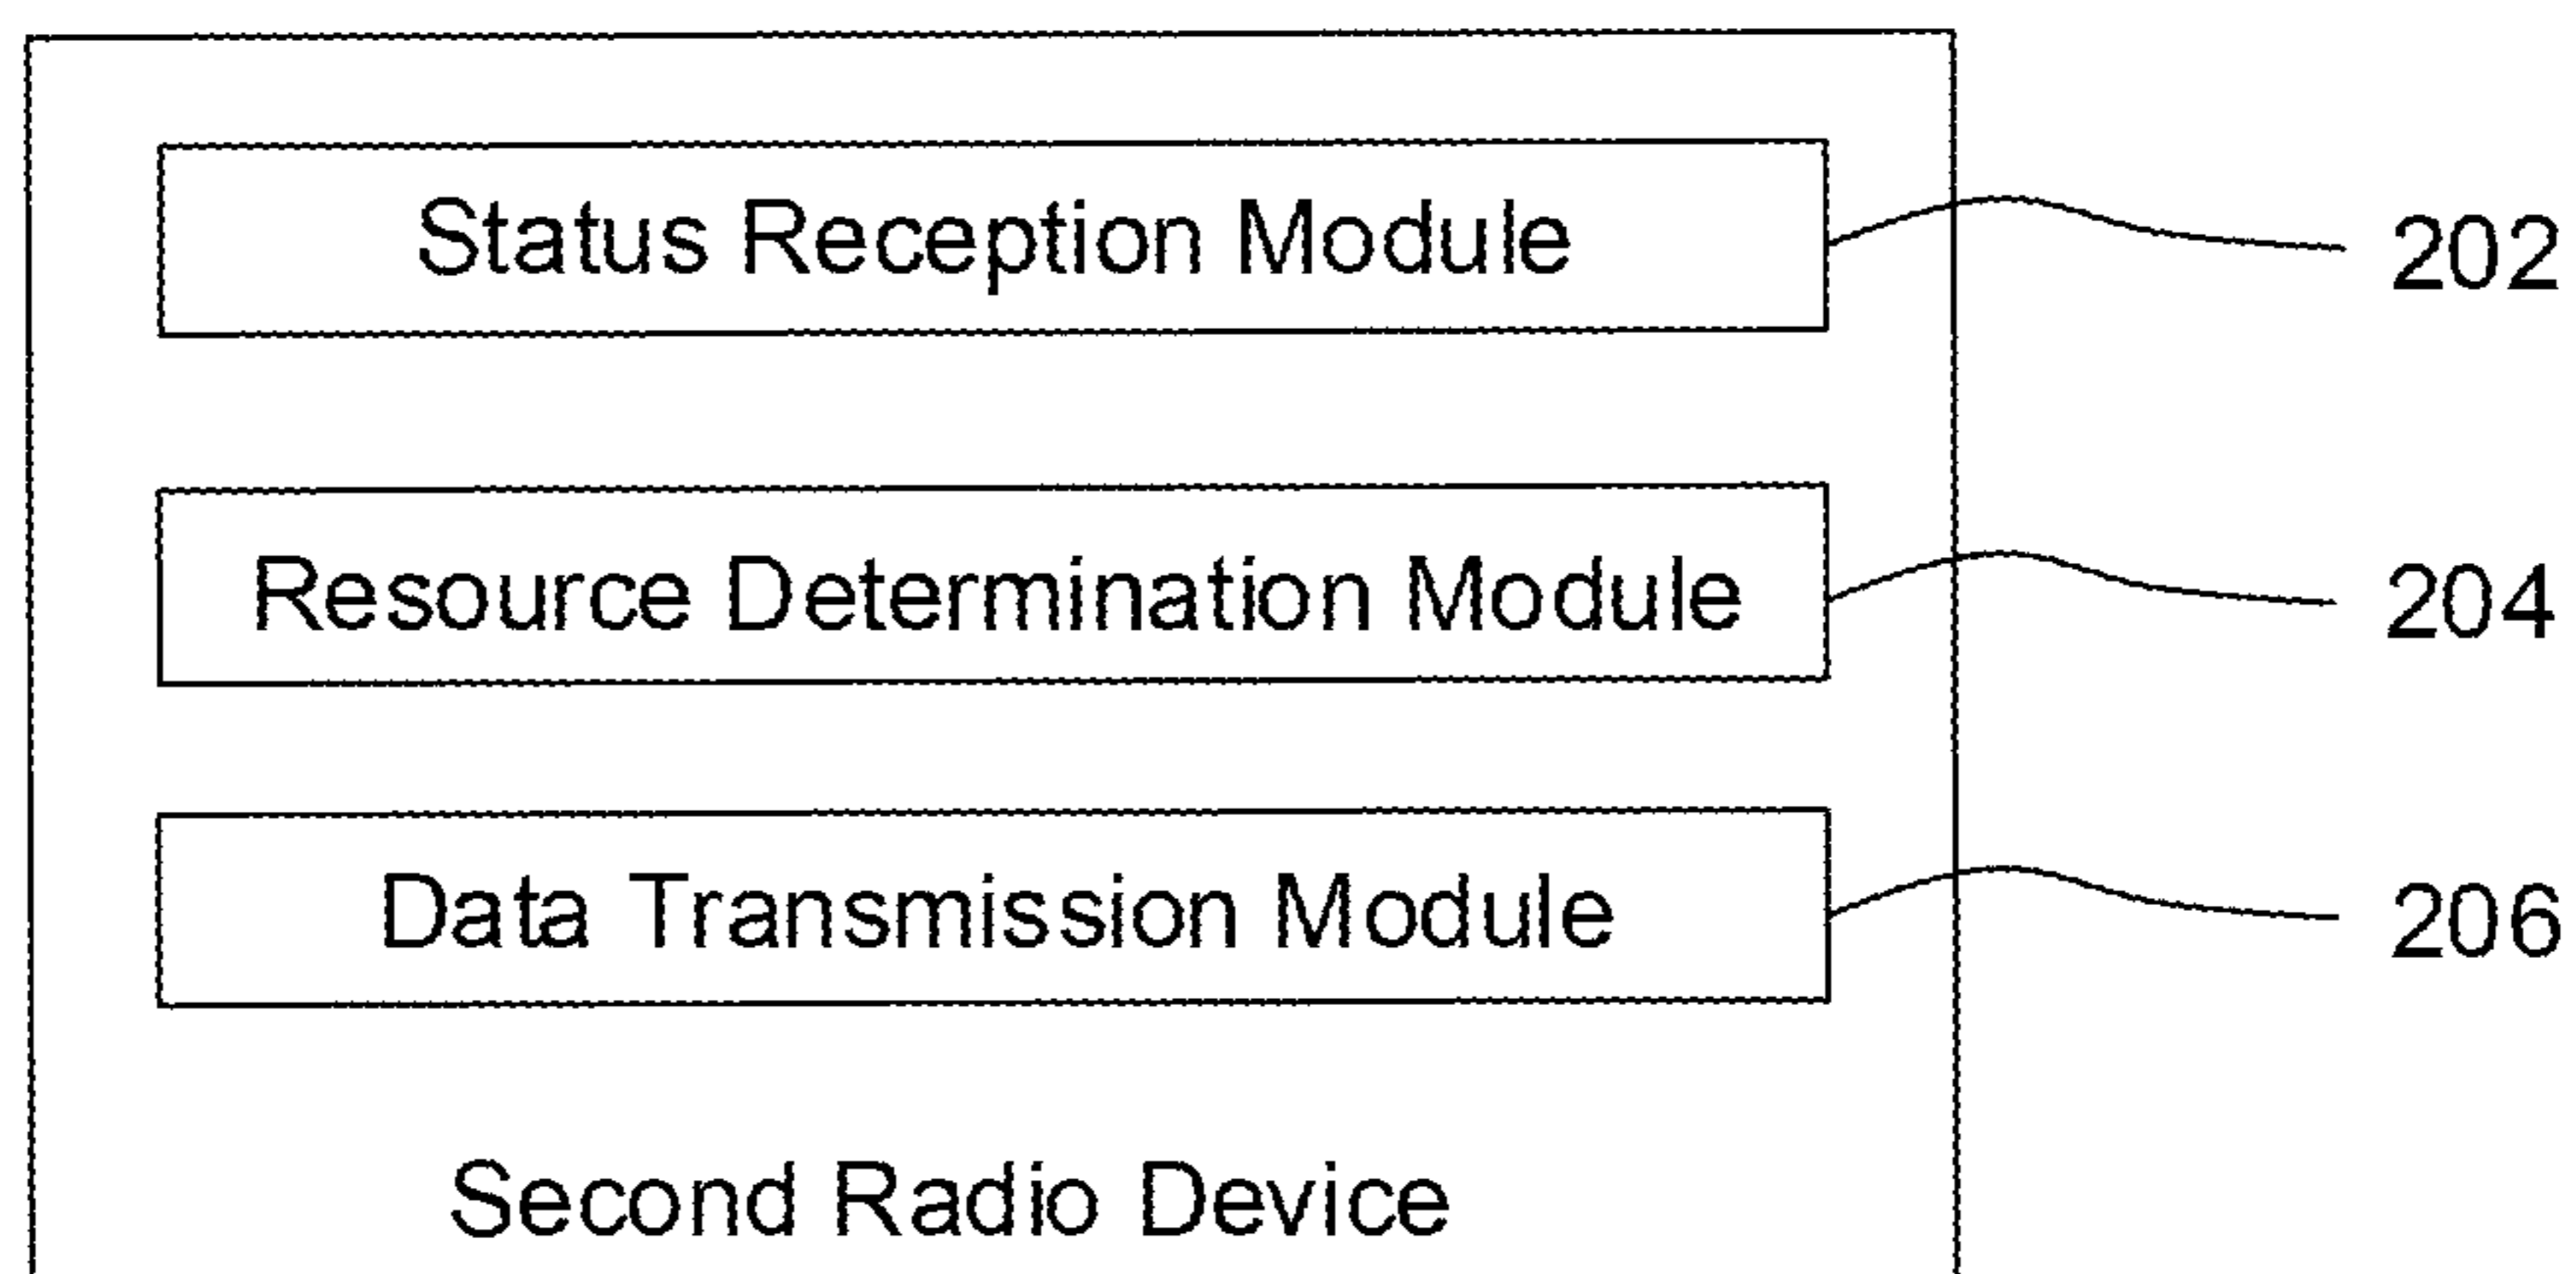 Status Reception Module 202
Resource Determination Module 204
Data Transmission Module 206
Second Radio Device